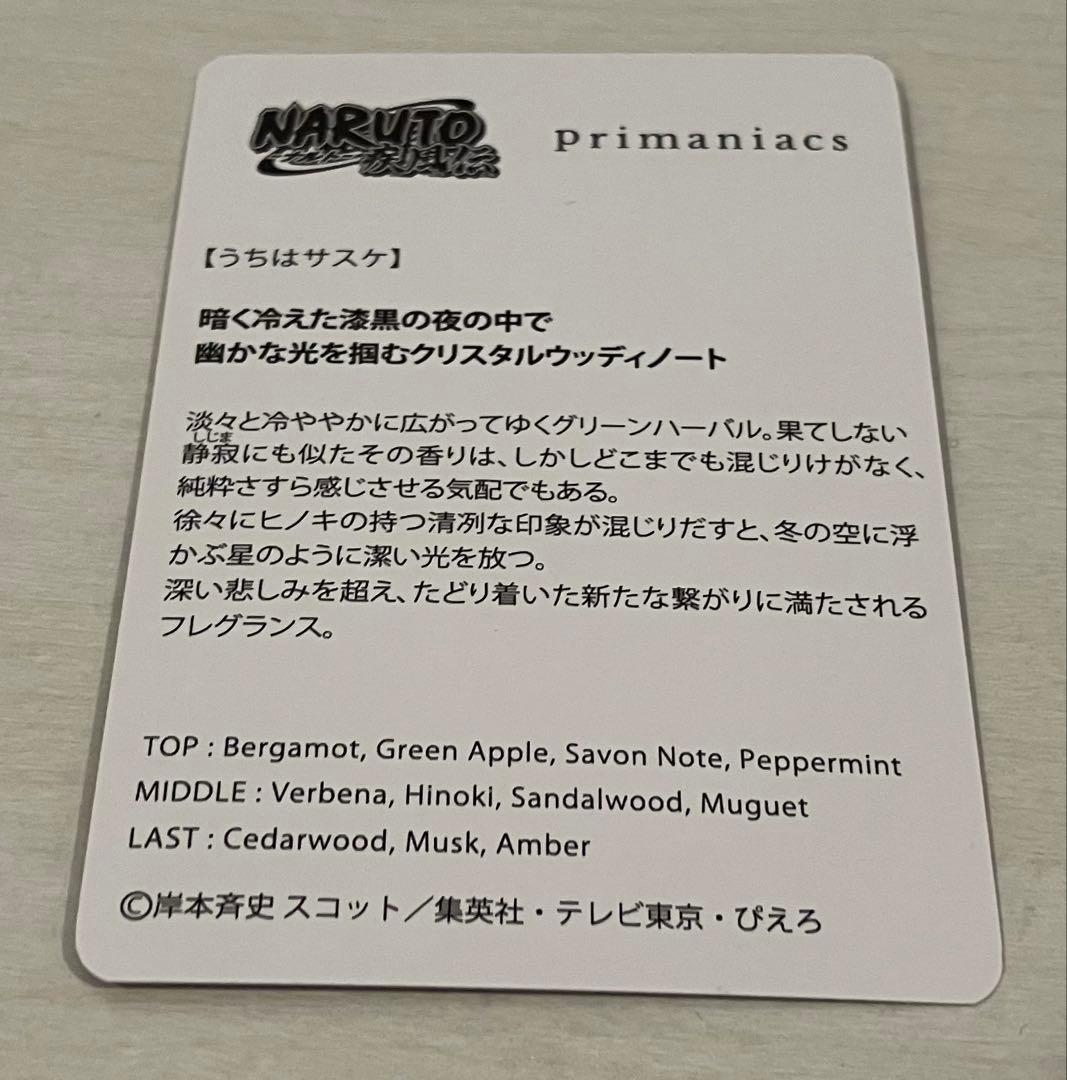 NARUTO
ーナルトー 疾風伝
primaniacs
【うちはサスケ】
暗く冷えた漆黒の夜の中で
幽かな光を掴むクリスタルウッディノート
淡々と冷ややかに広がってゆくグリーンハーバル。果てしない
しじま
静寂にも似たその香りは、しかしどこまでも混じりけがなく、
純粋さすら感じさせる気配でもある。
徐々にヒノキの持つ清冽な印象が混じりだすと、冬の空に浮
かぶ星のように潔い光を放つ。
深い悲しみを超え、たどり着いた新たな繋がりに満たされる
フレグランス。
TOP : Bergamot, Green Apple, Savon Note, Peppermint
MIDDLE : Verbena, Hinoki, Sandalwood, Muguet
LAST : Cedarwood, Musk, Amber
©岸本斉史 スコット／集英社・テレビ東京・ぴえろ